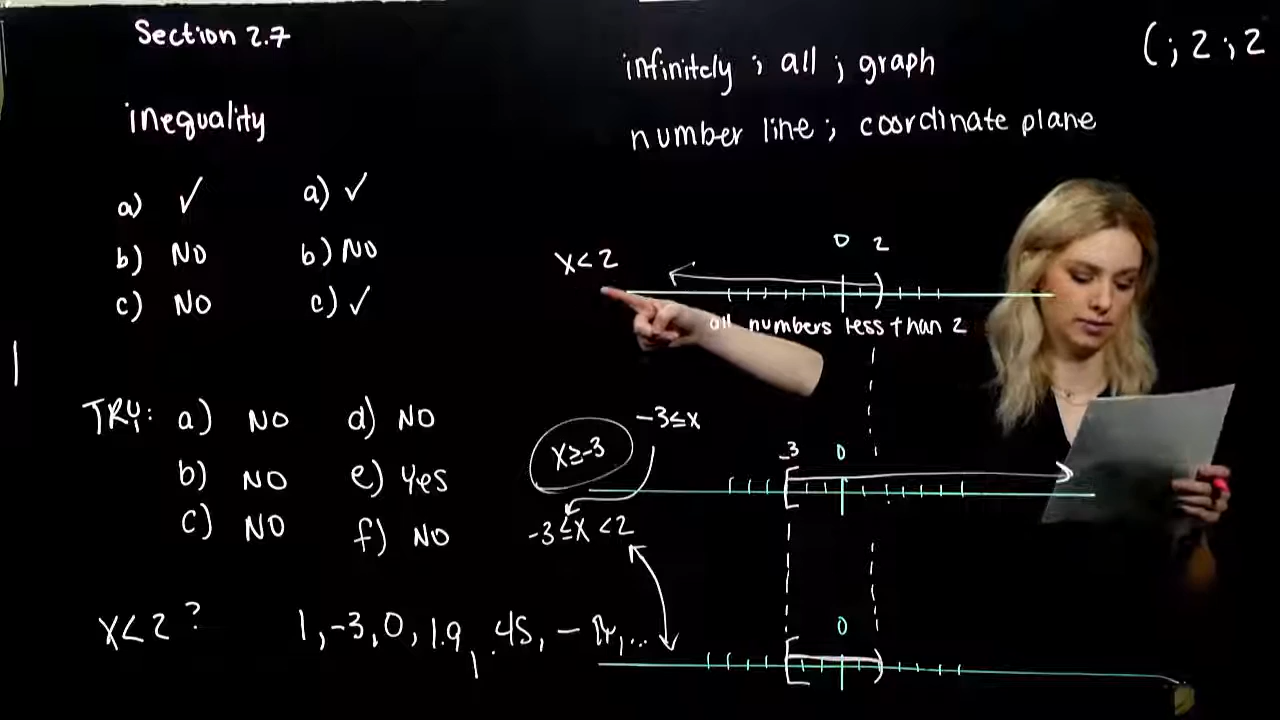 Section 2.7
inequality
a) ✓ a) ✓
b) NO b) NO
c) NO c) ✓
TRY: a) NO d) NO
b) NO e) Yes
c) NO f) NO
x<2 ? 1, -3, 0, 1.9, .45,
infinitely ; all ; graph
number line ; coordinate plane
( ; 2 ; 2
0 2
x<2
all numbers less than 2
-3≤x
x≥-3
-3 0
-3≤x<2
0